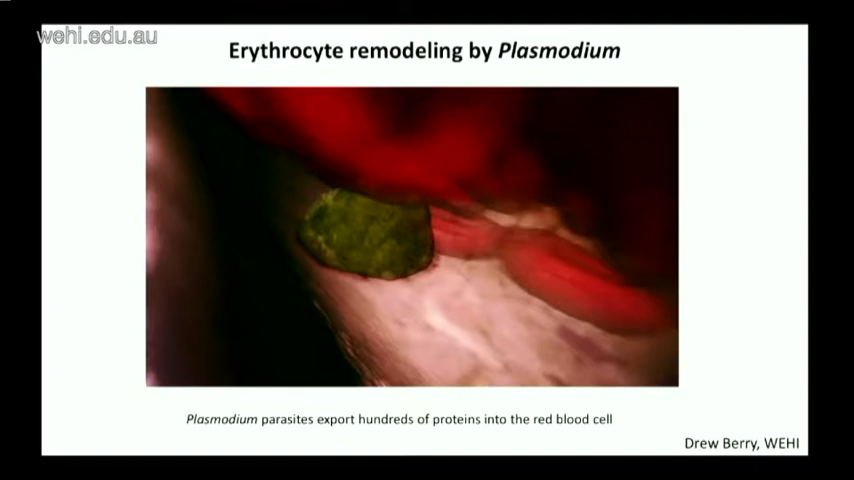 wehi.edu.au
Erythrocyte remodeling by Plasmodium
Plasmodium parasites export hundreds of proteins into the red blood cell
Drew Berry, WEHI